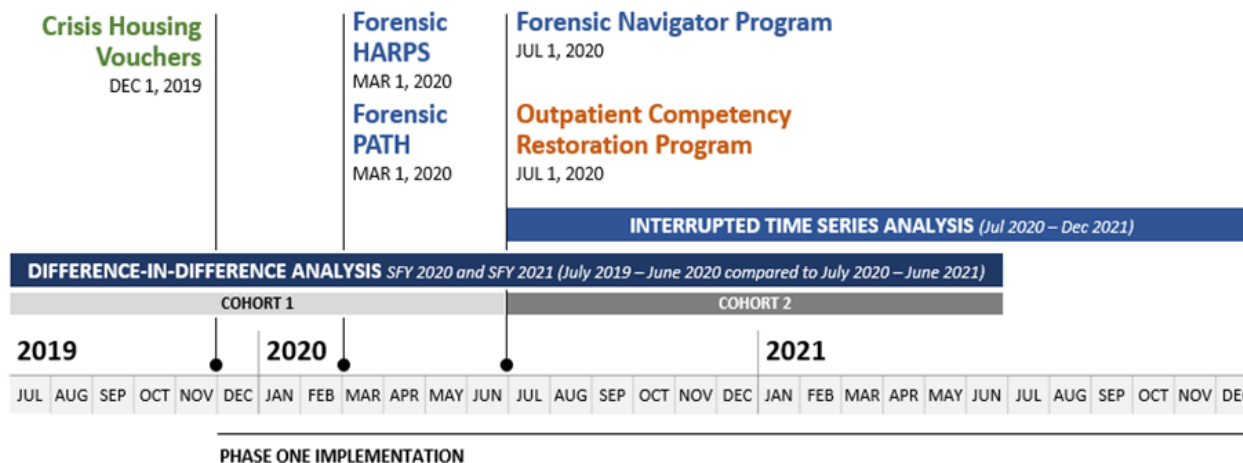 Crisis Housing
Vouchers
DEC 1, 2019
Forensic
HARPS
MAR 1, 2020
Forensic
PATH
MAR 1, 2020
Forensic Navigator Program
JUL 1, 2020
Outpatient Competency
Restoration Program
JUL 1, 2020
INTERRUPTED TIME SERIES ANALYSIS (Jul 2020 – Dec 2021)
DIFFERENCE-IN-DIFFERENCE ANALYSIS SFY 2020 and SFY 2021 (July 2019 – June 2020 compared to July 2020 – June 2021)
COHORT 1 COHORT 2
2019 2020 2021
JUL AUG SEP OCT NOV DEC JAN FEB MAR APR MAY JUN JUL AUG SEP OCT NOV DEC JAN FEB MAR APR MAY JUN JUL AUG SEP OCT NOV DEC
PHASE ONE IMPLEMENTATION